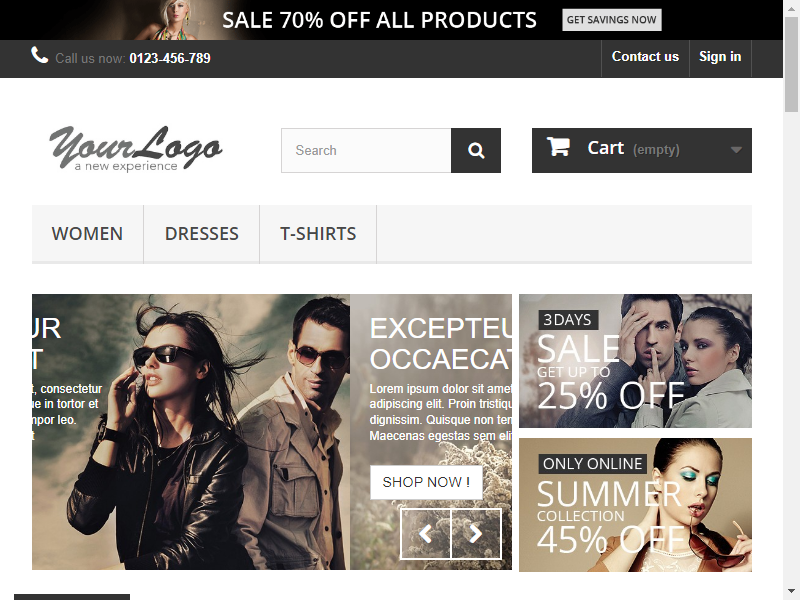 SALE 70% OFF ALL PRODUCTS
GET SAVINGS NOW
Call us now: 0123-456-789
Contact us
Sign in
YourLogo
a new experience
Search
Cart (empty)
WOMEN
DRESSES
T-SHIRTS
UR
T
t, consectetur
ue in tortor et
mpor leo.
t
EXCEPTEU
OCCAECAT
Lorem ipsum dolor sit amet
adipiscing elit. Proin tristiqu
dignissim. Quisque non tem
Maecenas egestas sem eli
SHOP NOW !
3DAYS
SALE
GET UP TO
25% OFF
ONLY ONLINE
SUMMER
COLLECTION
45% OFF